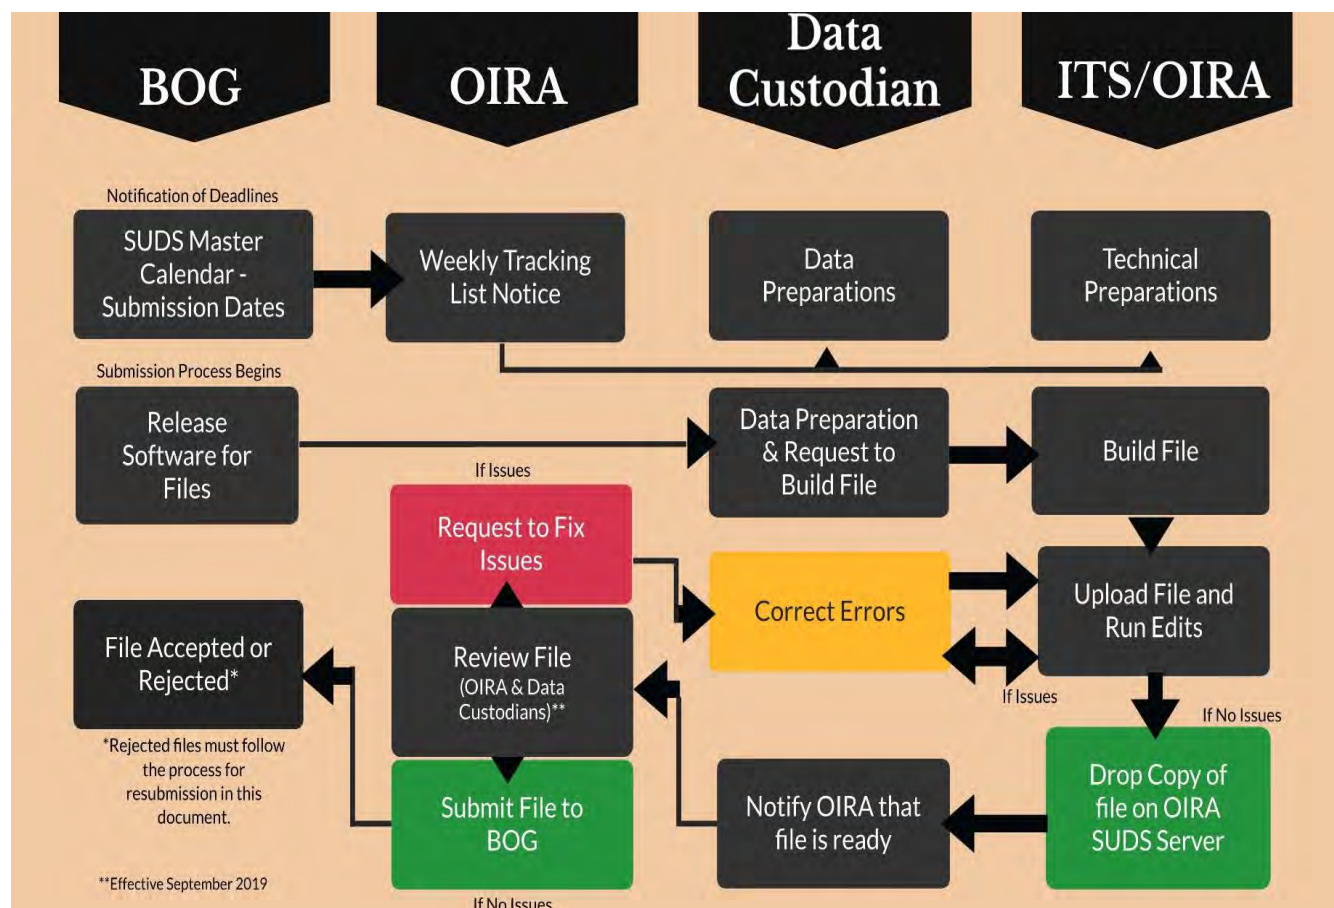 BOG
OIRA
Data
Custodian
ITS/OIRA
Notification of Deadlines
SUDS Master
Calendar -
Submission Dates
Weekly Tracking
List Notice
Data
Preparations
Technical
Preparations
Submission Process Begins
Release
Software for
Files
Data Preparation
& Request to
Build File
Build File
If Issues
Request to Fix
Issues
Correct Errors
Upload File and
Run Edits
If Issues
If No Issues
File Accepted or
Rejected*
*Rejected files must follow
the process for
resubmission in this
document.
Review File
(OIRA & Data
Custodians)**
Submit File to
BOG
Notify OIRA that
file is ready
Drop Copy of
file on OIRA
SUDS Server
**Effective September 2019
If No Issues